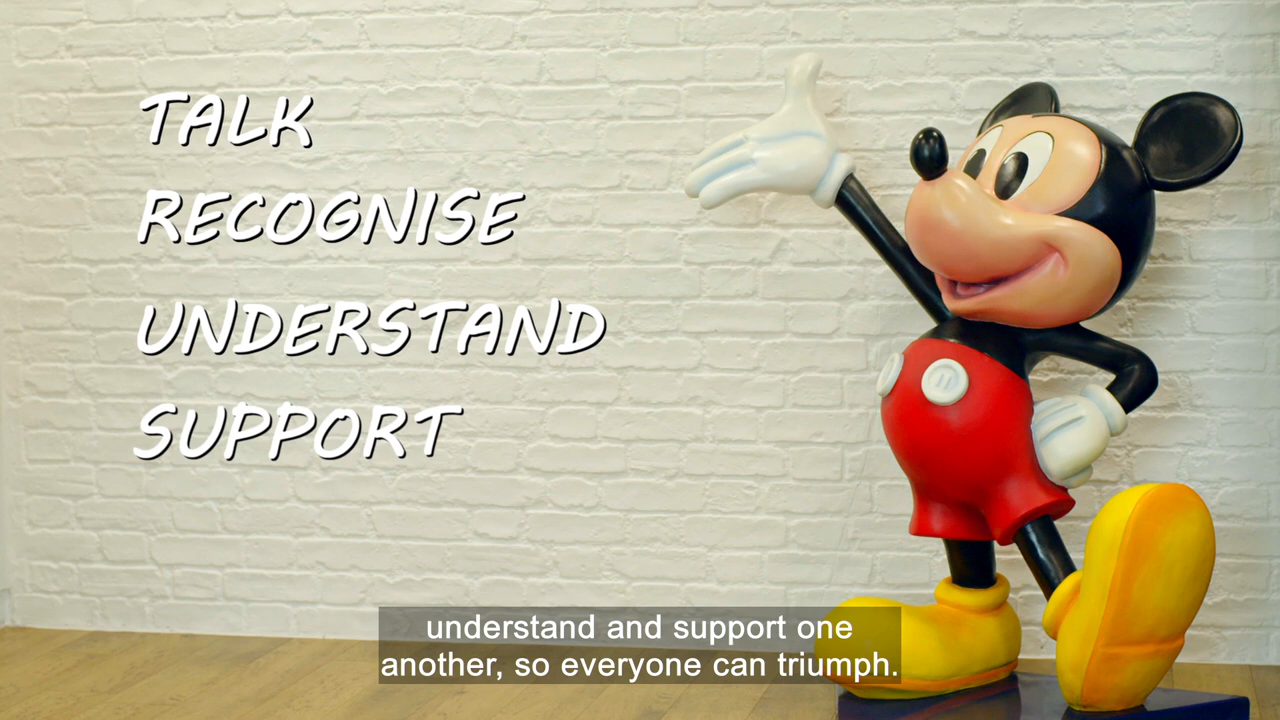 TALK
RECOGNISE
UNDERSTAND
SUPPORT
understand and support one
another, so everyone can triumph.